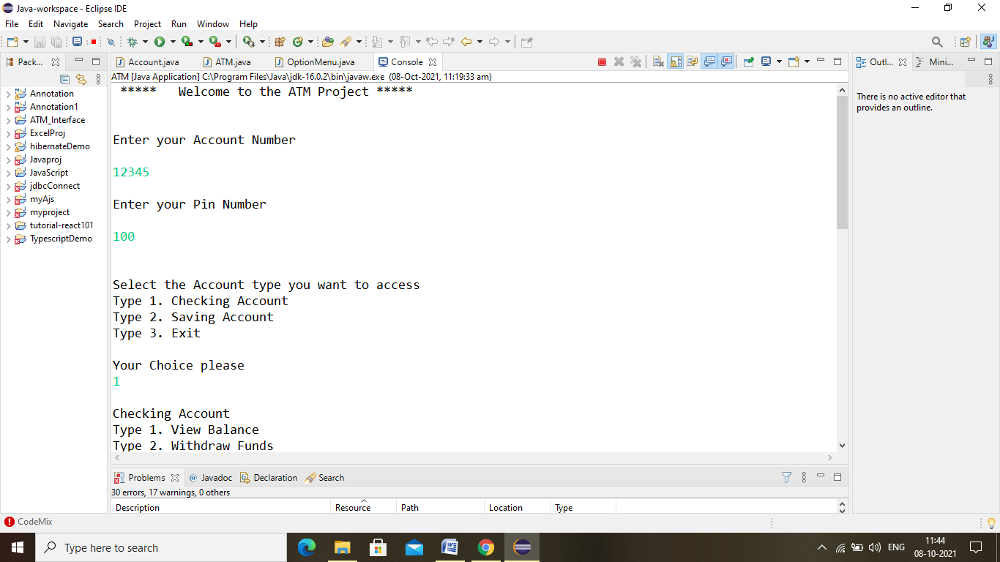 Java-workspace - Eclipse IDE
File Edit Navigate Search Project Run Window Help
Pack...
Account.java ATM.java OptionMenu.java Console
Outl... Mini...
ATM [Java Application] C:\Program Files\Java\jdk-16.0.2\bin\javaw.exe (08-Oct-2021, 11:19:33 am)
Annotation
Annotation1
ATM_Interface
ExcelProj
hibernateDemo
Javaproj
JavaScript
jdbcConnect
myAjs
myproject
tutorial-react101
TypescriptDemo
***** Welcome to the ATM Project *****
Enter your Account Number
12345
Enter your Pin Number
100
Select the Account type you want to access
Type 1. Checking Account
Type 2. Saving Account
Type 3. Exit
Your Choice please
1
Checking Account
Type 1. View Balance
Type 2. Withdraw Funds
There is no active editor that
provides an outline.
Problems @ Javadoc Declaration Search
30 errors, 17 warnings, 0 others
Description Resource Path Location Type
CodeMix
Type here to search
ENG
11:44
08-10-2021